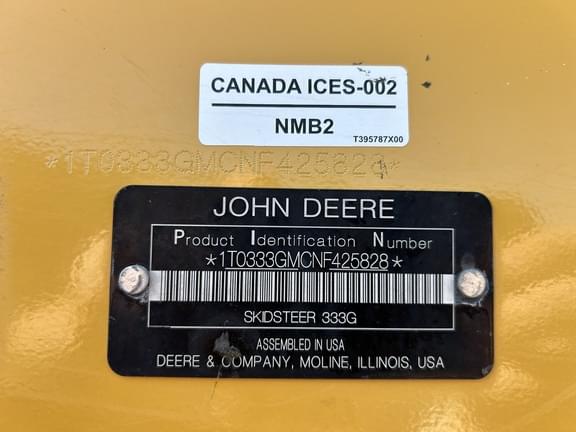 CANADA ICES-002
NMB2
T395787X00
*1T0333GMCNF425828*
JOHN DEERE
Product Identification Number
*1T0333GMCNF425828*
SKIDSTEER 333G
ASSEMBLED IN USA
DEERE & COMPANY, MOLINE, ILLINOIS, USA